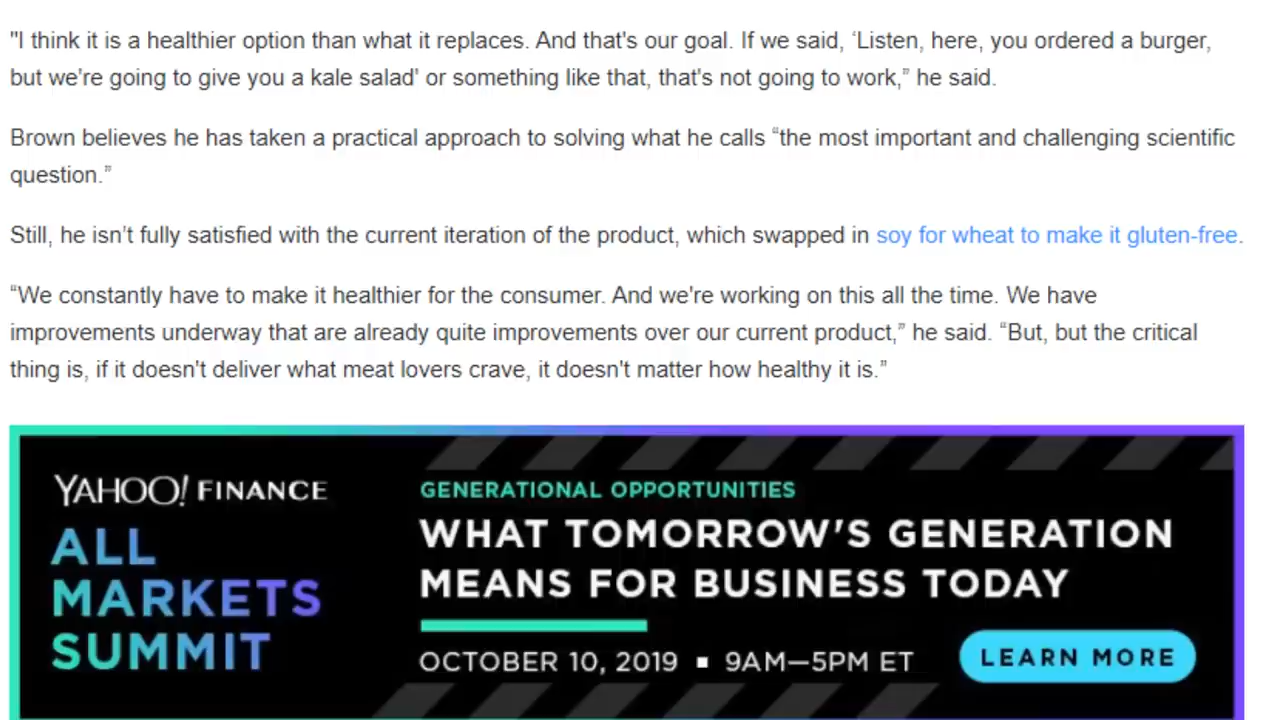 "I think it is a healthier option than what it replaces. And that's our goal. If we said, ‘Listen, here, you ordered a burger,
but we're going to give you a kale salad' or something like that, that's not going to work,” he said.
Brown believes he has taken a practical approach to solving what he calls “the most important and challenging scientific
question.”
Still, he isn’t fully satisfied with the current iteration of the product, which swapped in soy for wheat to make it gluten-free.
“We constantly have to make it healthier for the consumer. And we're working on this all the time. We have
improvements underway that are already quite improvements over our current product,” he said. “But, but the critical
thing is, if it doesn't deliver what meat lovers crave, it doesn't matter how healthy it is.”
YAHOO! FINANCE
ALL
MARKETS
SUMMIT
GENERATIONAL OPPORTUNITIES
WHAT TOMORROW'S GENERATION
MEANS FOR BUSINESS TODAY
OCTOBER 10, 2019 ▪ 9AM—5PM ET
LEARN MORE